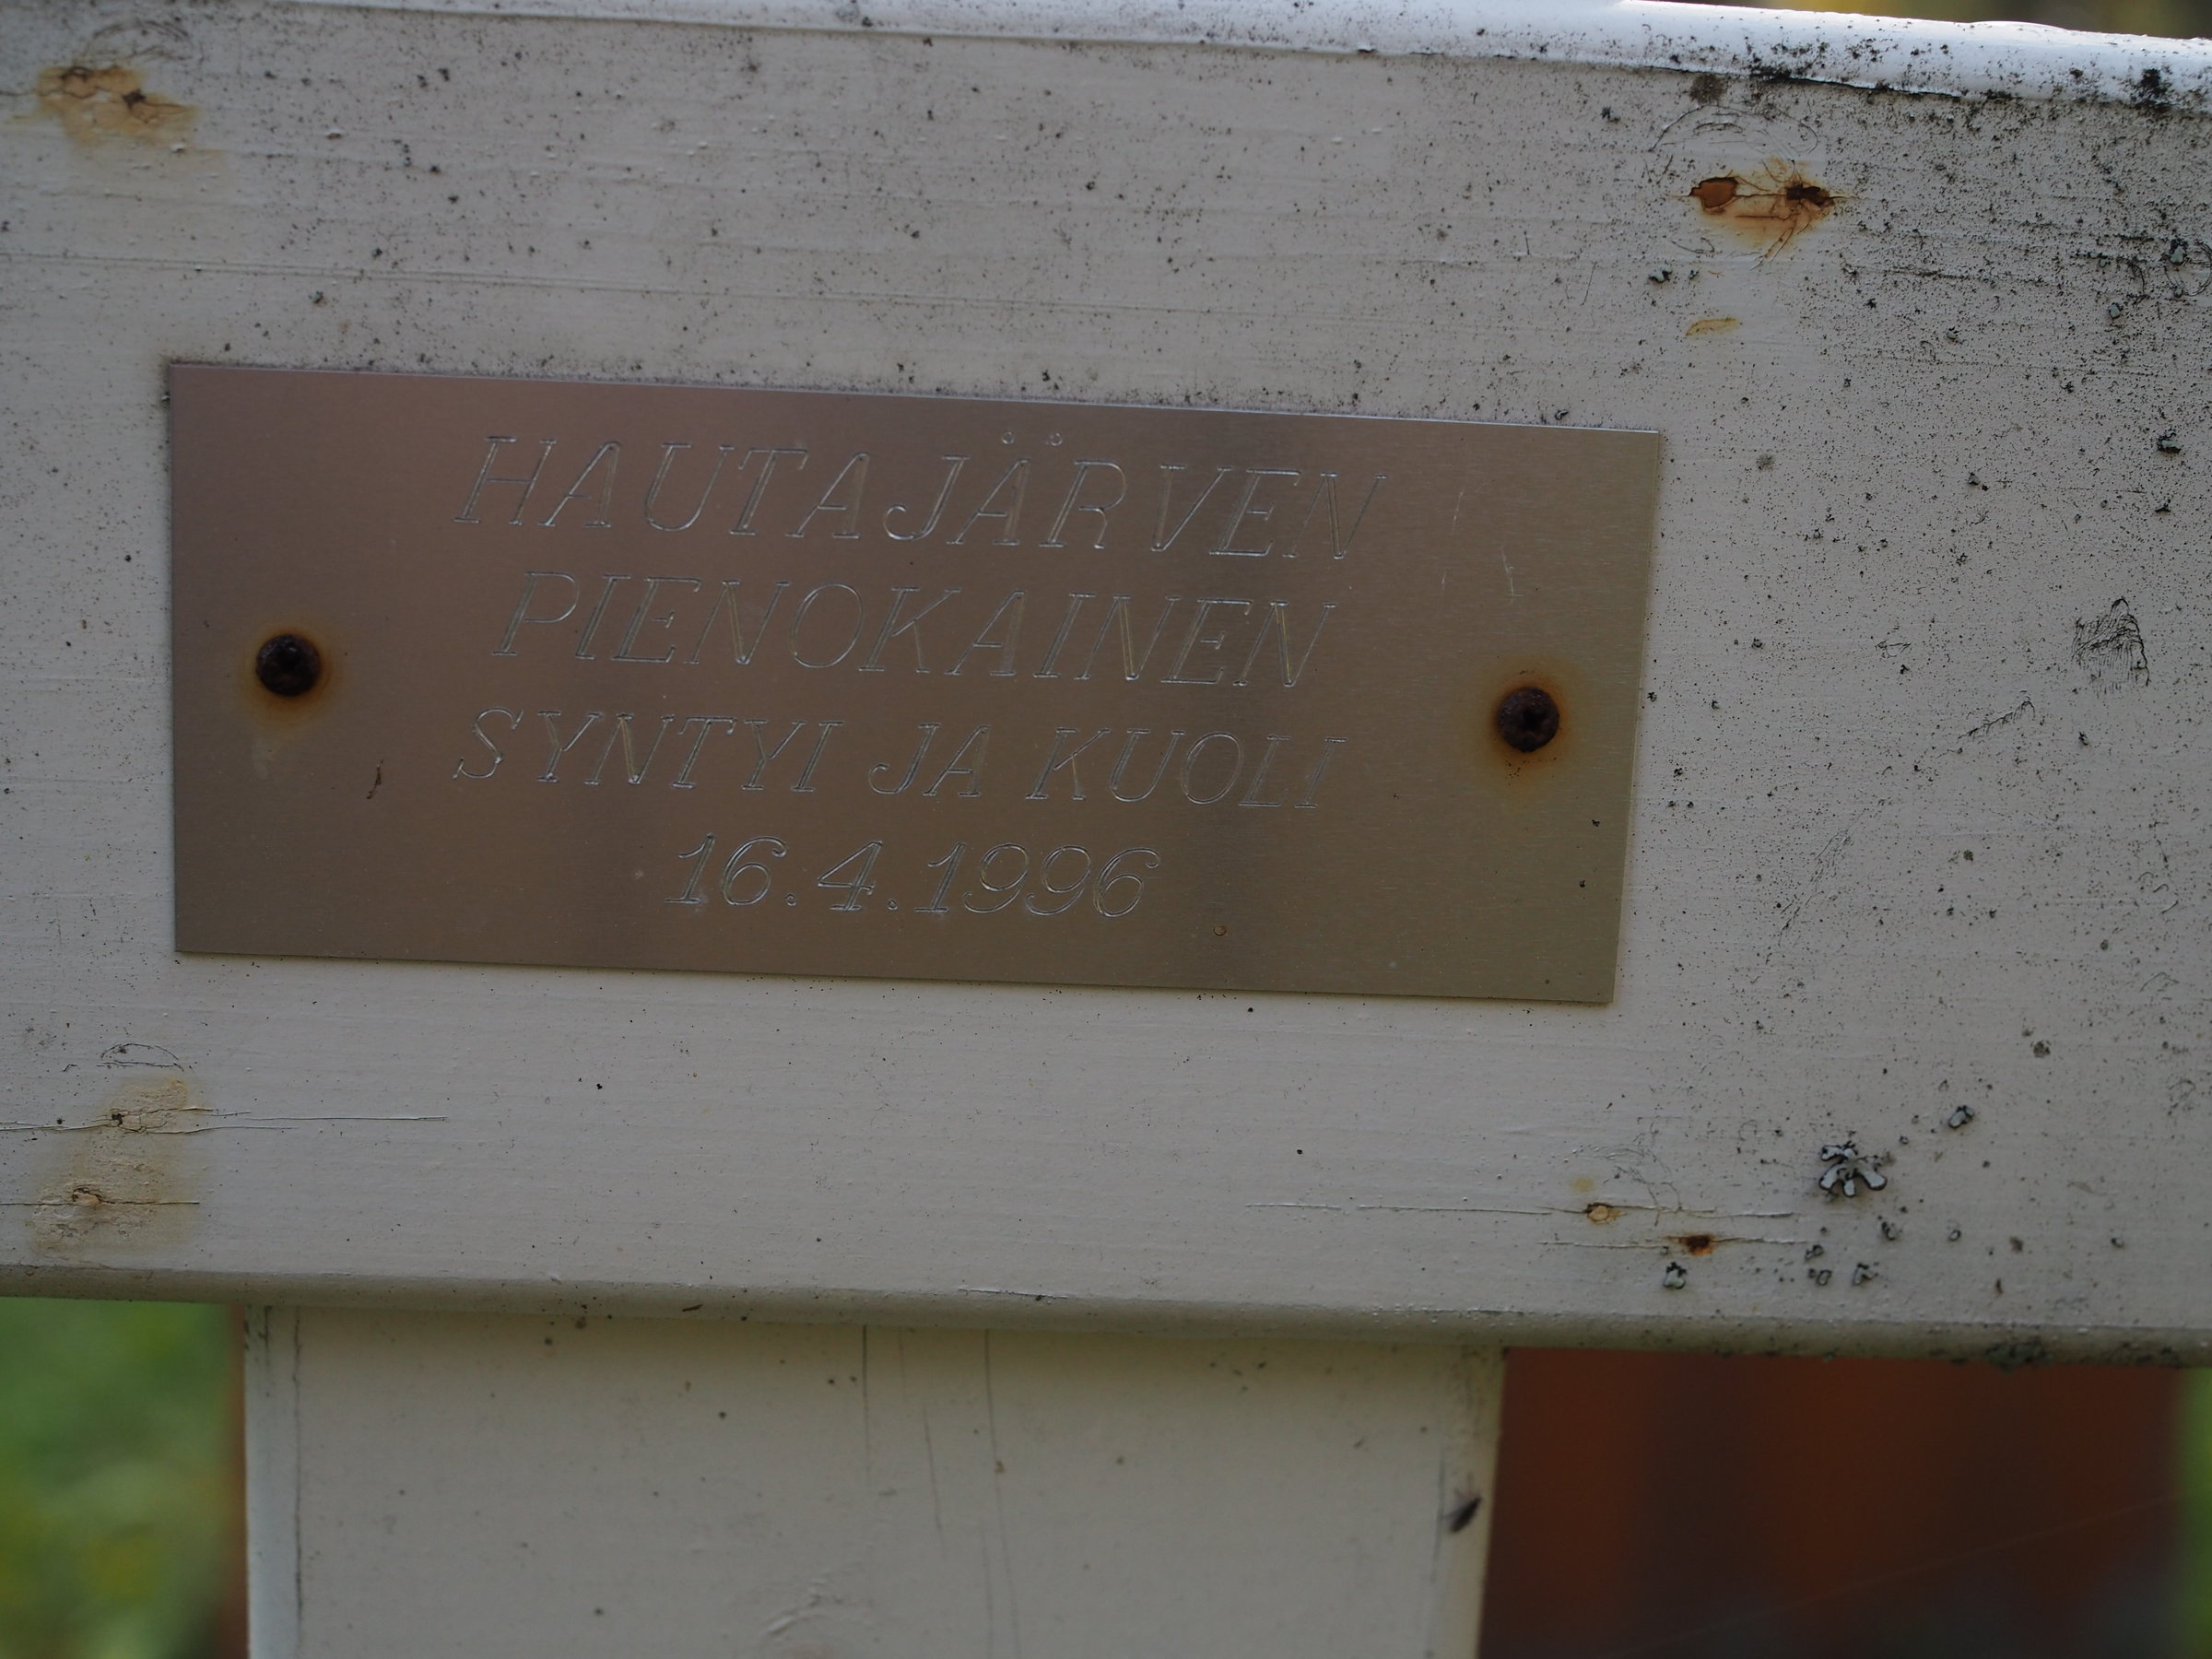 HAUTAJÄRVEN
PIENOKAINEN
SYNTYI JA KUOLI
16.4.1996